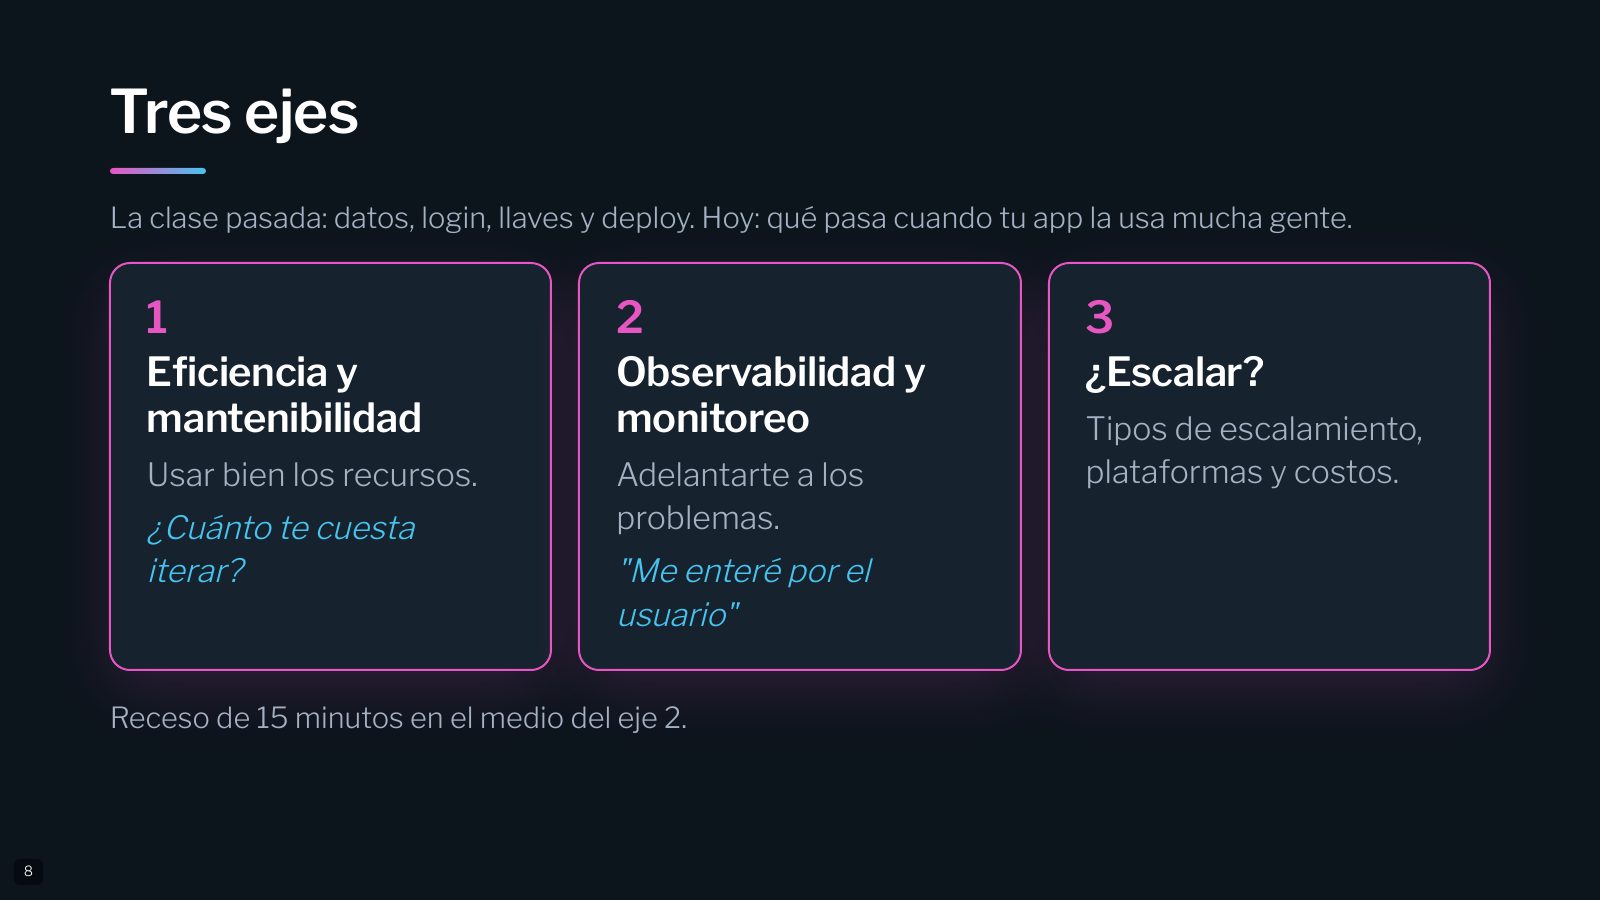 Tres ejes
La clase pasada: datos, login, llaves y deploy. Hoy: qué pasa cuando tu app la usa mucha gente.
1
Eficiencia y
mantenibilidad
Usar bien los recursos.
¿Cuánto te cuesta
iterar?
2
Observabilidad y
monitoreo
Adelantarte a los
problemas.
"Me enteré por el
usuario"
3
¿Escalar?
Tipos de escalamiento,
plataformas y costos.
Receso de 15 minutos en el medio del eje 2.
8